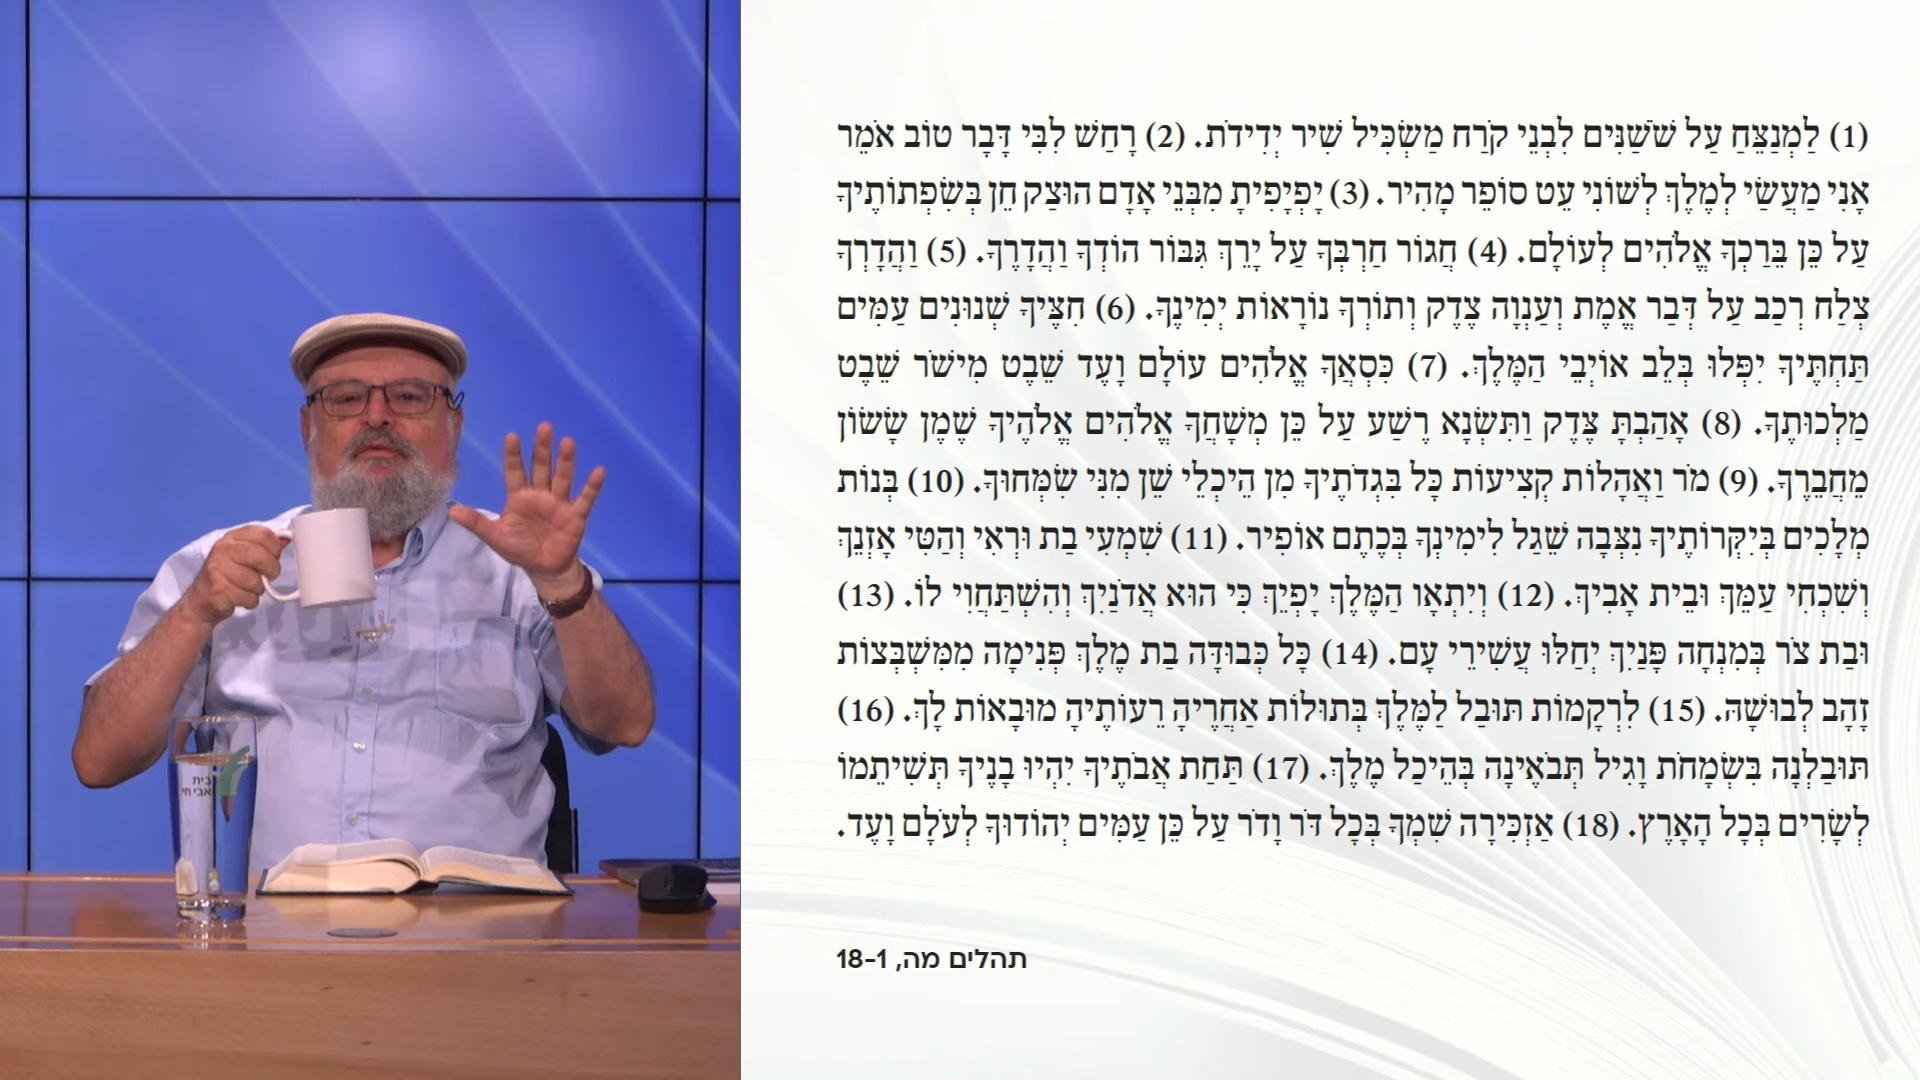 (1) לַמְנַצֵּחַ עַל שֹׁשַׁנִּים לִבְנֵי קֹרַח מַשְׂכִּיל שִׁיר יְדִידֹת. (2) רָחַשׁ לִבִּי דָּבָר טוֹב אֹמֵר
אָנִי מַעֲשַׂי לְמֶלֶךְ לְשׁוֹנִי עֵט סוֹפֵר מָהִיר. (3) יָפְיָפִיתָ מִבְּנֵי אָדָם הוּצַק חֵן בְּשִׂפְתוֹתֶיךָ
עַל כֵּן בֵּרַכְךָ אֱלֹהִים לְעוֹלָם. (4) חֲגוֹר חַרְבְּךָ עַל יָרֵךְ גִּבּוֹר הוֹדְךָ וַהֲדָרֶךָ. (5) וַהֲדָרְךָ
צְלַח רְכַב עַל דְּבַר אֱמֶת וְעַנְוָה צֶדֶק וְתוֹרְךָ נוֹרָאוֹת יְמִינֶךָ. (6) חִצֶּיךָ שְׁנוּנִים עַמִּים
תַּחְתֶּיךָ יִפְּלוּ בְּלֵב אוֹיְבֵי הַמֶּלֶךְ. (7) כִּסְאֲךָ אֱלֹהִים עוֹלָם וָעֶד שֵׁבֶט מִישֹׁר שֵׁבֶט
מַלְכוּתֶךָ. (8) אָהַבְתָּ צֶּדֶק וַתִּשְׂנָא רֶשַׁע עַל כֵּן מְשָׁחֲךָ אֱלֹהִים אֱלֹהֶיךָ שֶׁמֶן שָׂשׂוֹן
מֵחֲבֵרֶךָ. (9) מֹר וַאֲהָלוֹת קְצִיעוֹת כָּל בִּגְדֹתֶיךָ מִן הֵיכְלֵי שֵׁן מִנִּי שִׂמְּחוּךָ. (10) בְּנוֹת
מְלָכִים בְּיִקְּרוֹתֶיךָ נִצְּבָה שֵׁגַל לִימִינְךָ בְּכֶתֶם אוֹפִיר. (11) שִׁמְעִי בַת וּרְאִי וְהַטִּי אָזְנֵךְ
וְשִׁכְחִי עַמֵּךְ וּבֵית אָבִיךְ. (12) וְיִתְאָו הַמֶּלֶךְ יָפְיֵךְ כִּי הוּא אֲדֹנַיִךְ וְהִשְׁתַּחֲוִי לוֹ. (13)
וּבַת צֹר בְּמִנְחָה פָּנַיִךְ יְחַלּוּ עֲשִׁירֵי עָם. (14) כָּל כְּבוּדָּה בַת מֶלֶךְ פְּנִימָה מִמִּשְׁבְּצוֹת
זָהָב לְבוּשָׁהּ. (15) לִרְקָמוֹת תּוּבַל לַמֶּלֶךְ בְּתוּלוֹת אַחֲרֶיהָ רֵעוֹתֶיהָ מוּבָאוֹת לָךְ. (16)
תּוּבַלְנָה בִּשְׂמָחֹת וָגִיל תְּבֹאֶינָה בְּהֵיכַל מֶלֶךְ. (17) תַּחַת אֲבֹתֶיךָ יִהְיוּ בָנֶיךָ תְּשִׁיתֵמוֹ
לְשָׂרִים בְּכָל הָאָרֶץ. (18) אַזְכִּירָה שִׁמְךָ בְּכָל דֹּר וָדֹר עַל כֵּן עַמִּים יְהוֹדוּךָ לְעֹלָם וָעֶד.
תהלים מה, 1-18
בית
אבי חי